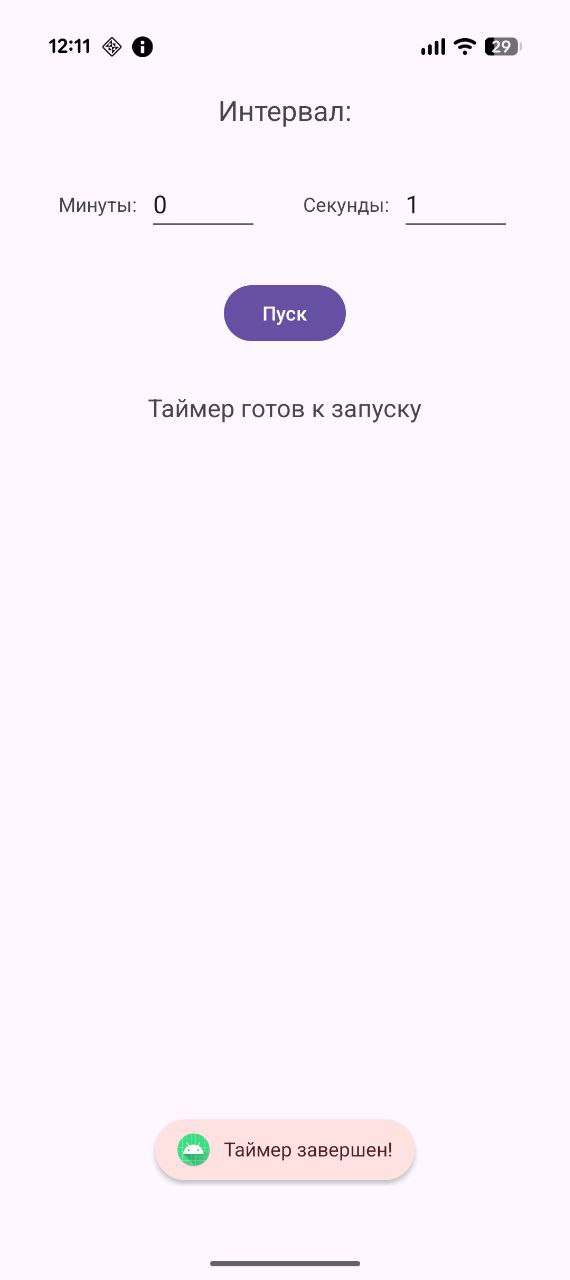 12:11 29
Интервал:
Минуты: 0 Секунды: 1
Пуск
Таймер готов к запуску
Таймер завершен!